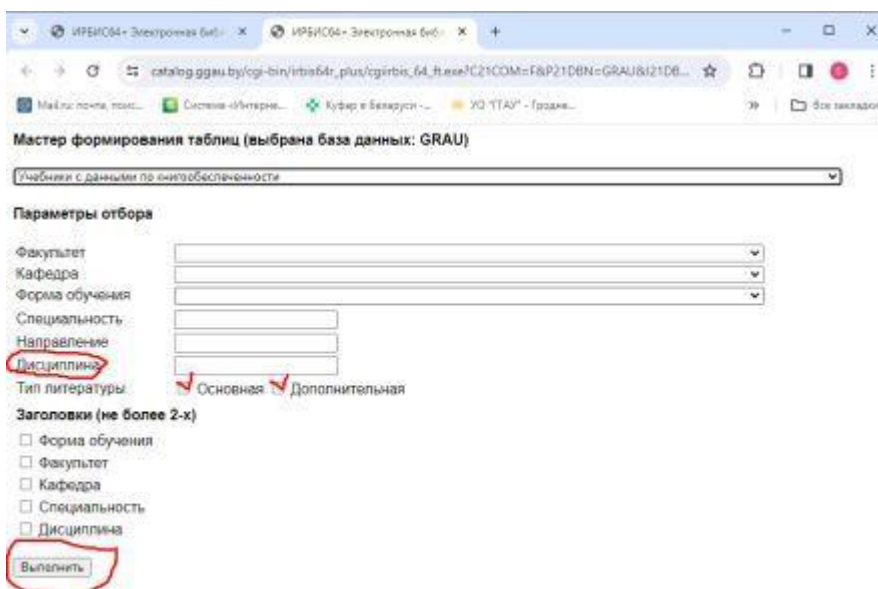 ИРБИС64+ Электронная библ
ИРБИС64+ Электронная библ
catalog.ggau.by/cgi-bin/irbis64r_plus/cgiirbis_64_ft.exe?C21COM=F&P21DBN=GRAU&I21DB...
Mail.ru: почта, поис...
Система «Интерне...
Куфар в Беларуси -...
УО "ГГАУ" - Гродне...
Все закладки
Мастер формирования таблиц (выбрана база данных: GRAU)
Учебники с данными по книгообеспеченности
Параметры отбора
Факультет
Кафедра
Форма обучения
Специальность
Направление
Дисциплина
Тип литературы Основная Дополнительная
Заголовки (не более 2-х)
Форма обучения
Факультет
Кафедра
Специальность
Дисциплина
Выполнить